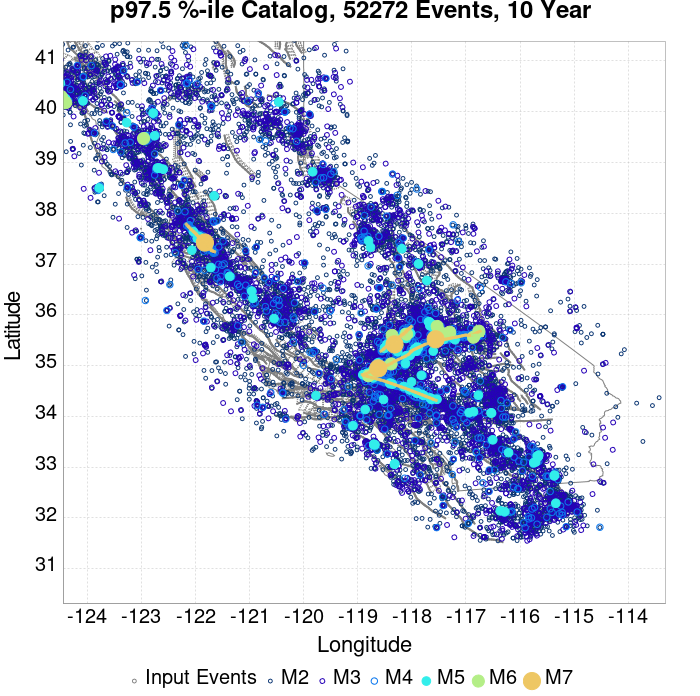 p97.5 %-ile Catalog, 52272 Events, 10 Year
41
40
39
38
37
36
35
34
33
32
31
Latitude
-124 -123 -122 -121 -120 -119 -118 -117 -116 -115 -114
Longitude
Input Events M2 M3 M4 M5 M6 M7